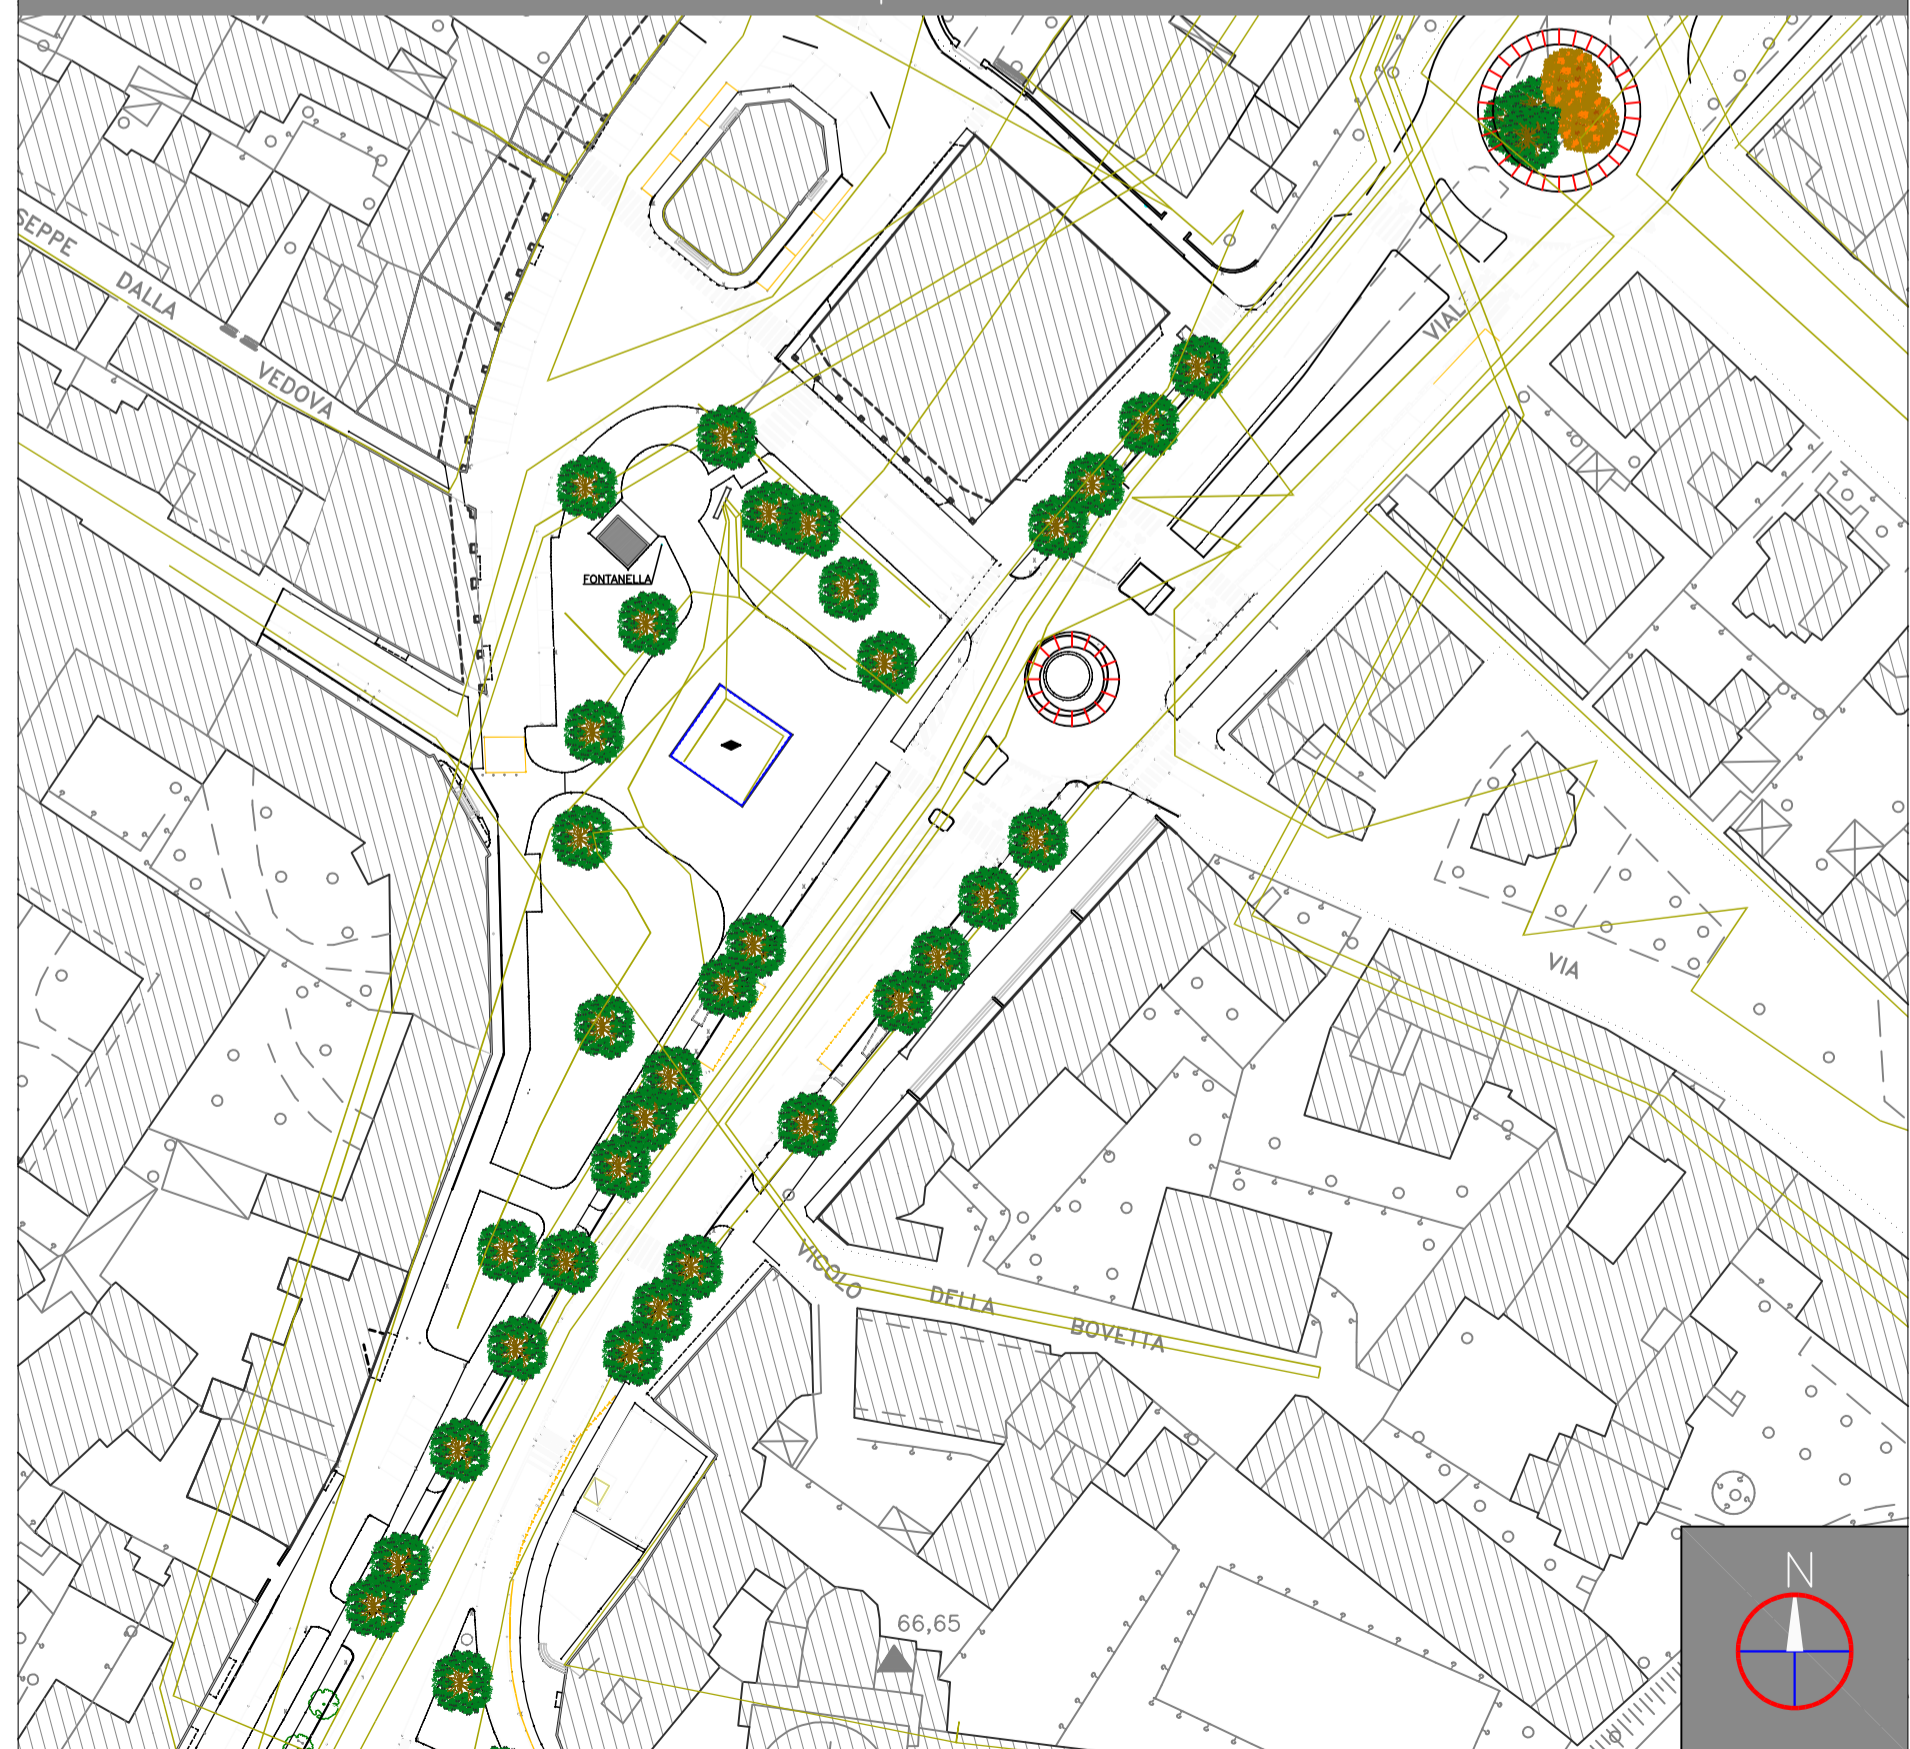 SEPPE
DALLA
VEDOVA
VIAL
FONTANELLA
VIA
VICOLO
DELLA
BOVETTA
66,65
N